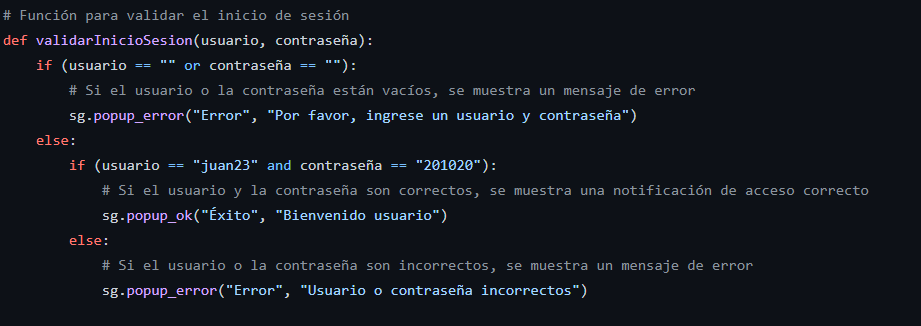 # Función para validar el inicio de sesión
def validarInicioSesion(usuario, contraseña):
    if (usuario == "" or contraseña == ""):
        # Si el usuario o la contraseña están vacíos, se muestra un mensaje de error
        sg.popup_error("Error", "Por favor, ingrese un usuario y contraseña")
    else:
        if (usuario == "juan23" and contraseña == "201020"):
            # Si el usuario y la contraseña son correctos, se muestra una notificación de acceso correcto
            sg.popup_ok("Éxito", "Bienvenido usuario")
        else:
            # Si el usuario o la contraseña son incorrectos, se muestra un mensaje de error
            sg.popup_error("Error", "Usuario o contraseña incorrectos")